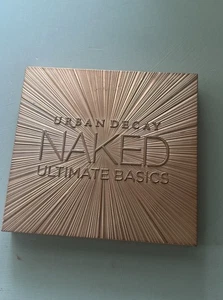 URBAN DECAY
NAKED
ULTIMATE BASICS